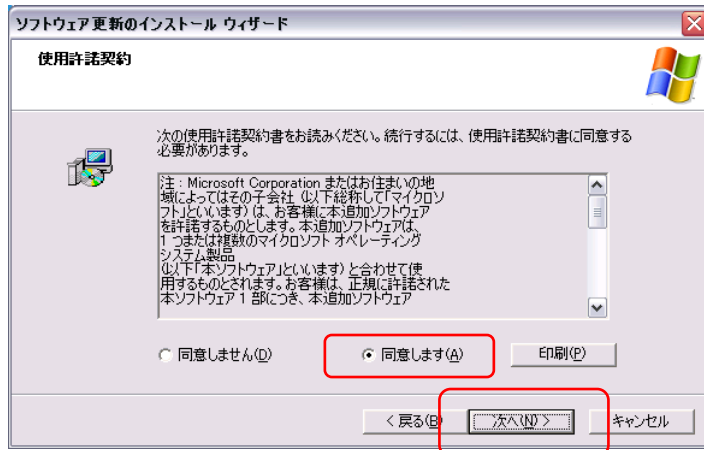 ソフトウェア更新のインストール ウィザード
使用許諾契約
次の使用許諾契約書をお読みください。続行するには、使用許諾契約書に同意する
必要があります。
注 : Microsoft Corporation またはお住まいの地
域によってはその子会社 (以下総称して「マイクロソ
フト」といいます) は、お客様に本追加ソフトウェア
を許諾するものとします。本追加ソフトウェアは、
1 つまたは複数のマイクロソフト オペレーティング
システム製品
(以下「本ソフトウェア」といいます) と合わせて使
用するものとされます。お客様は、正規に許諾された
本ソフトウェア 1 部につき、本追加ソフトウェア
同意しません(D) 同意します(A) 印刷(P)
< 戻る(B) 次へ(N) > キャンセル